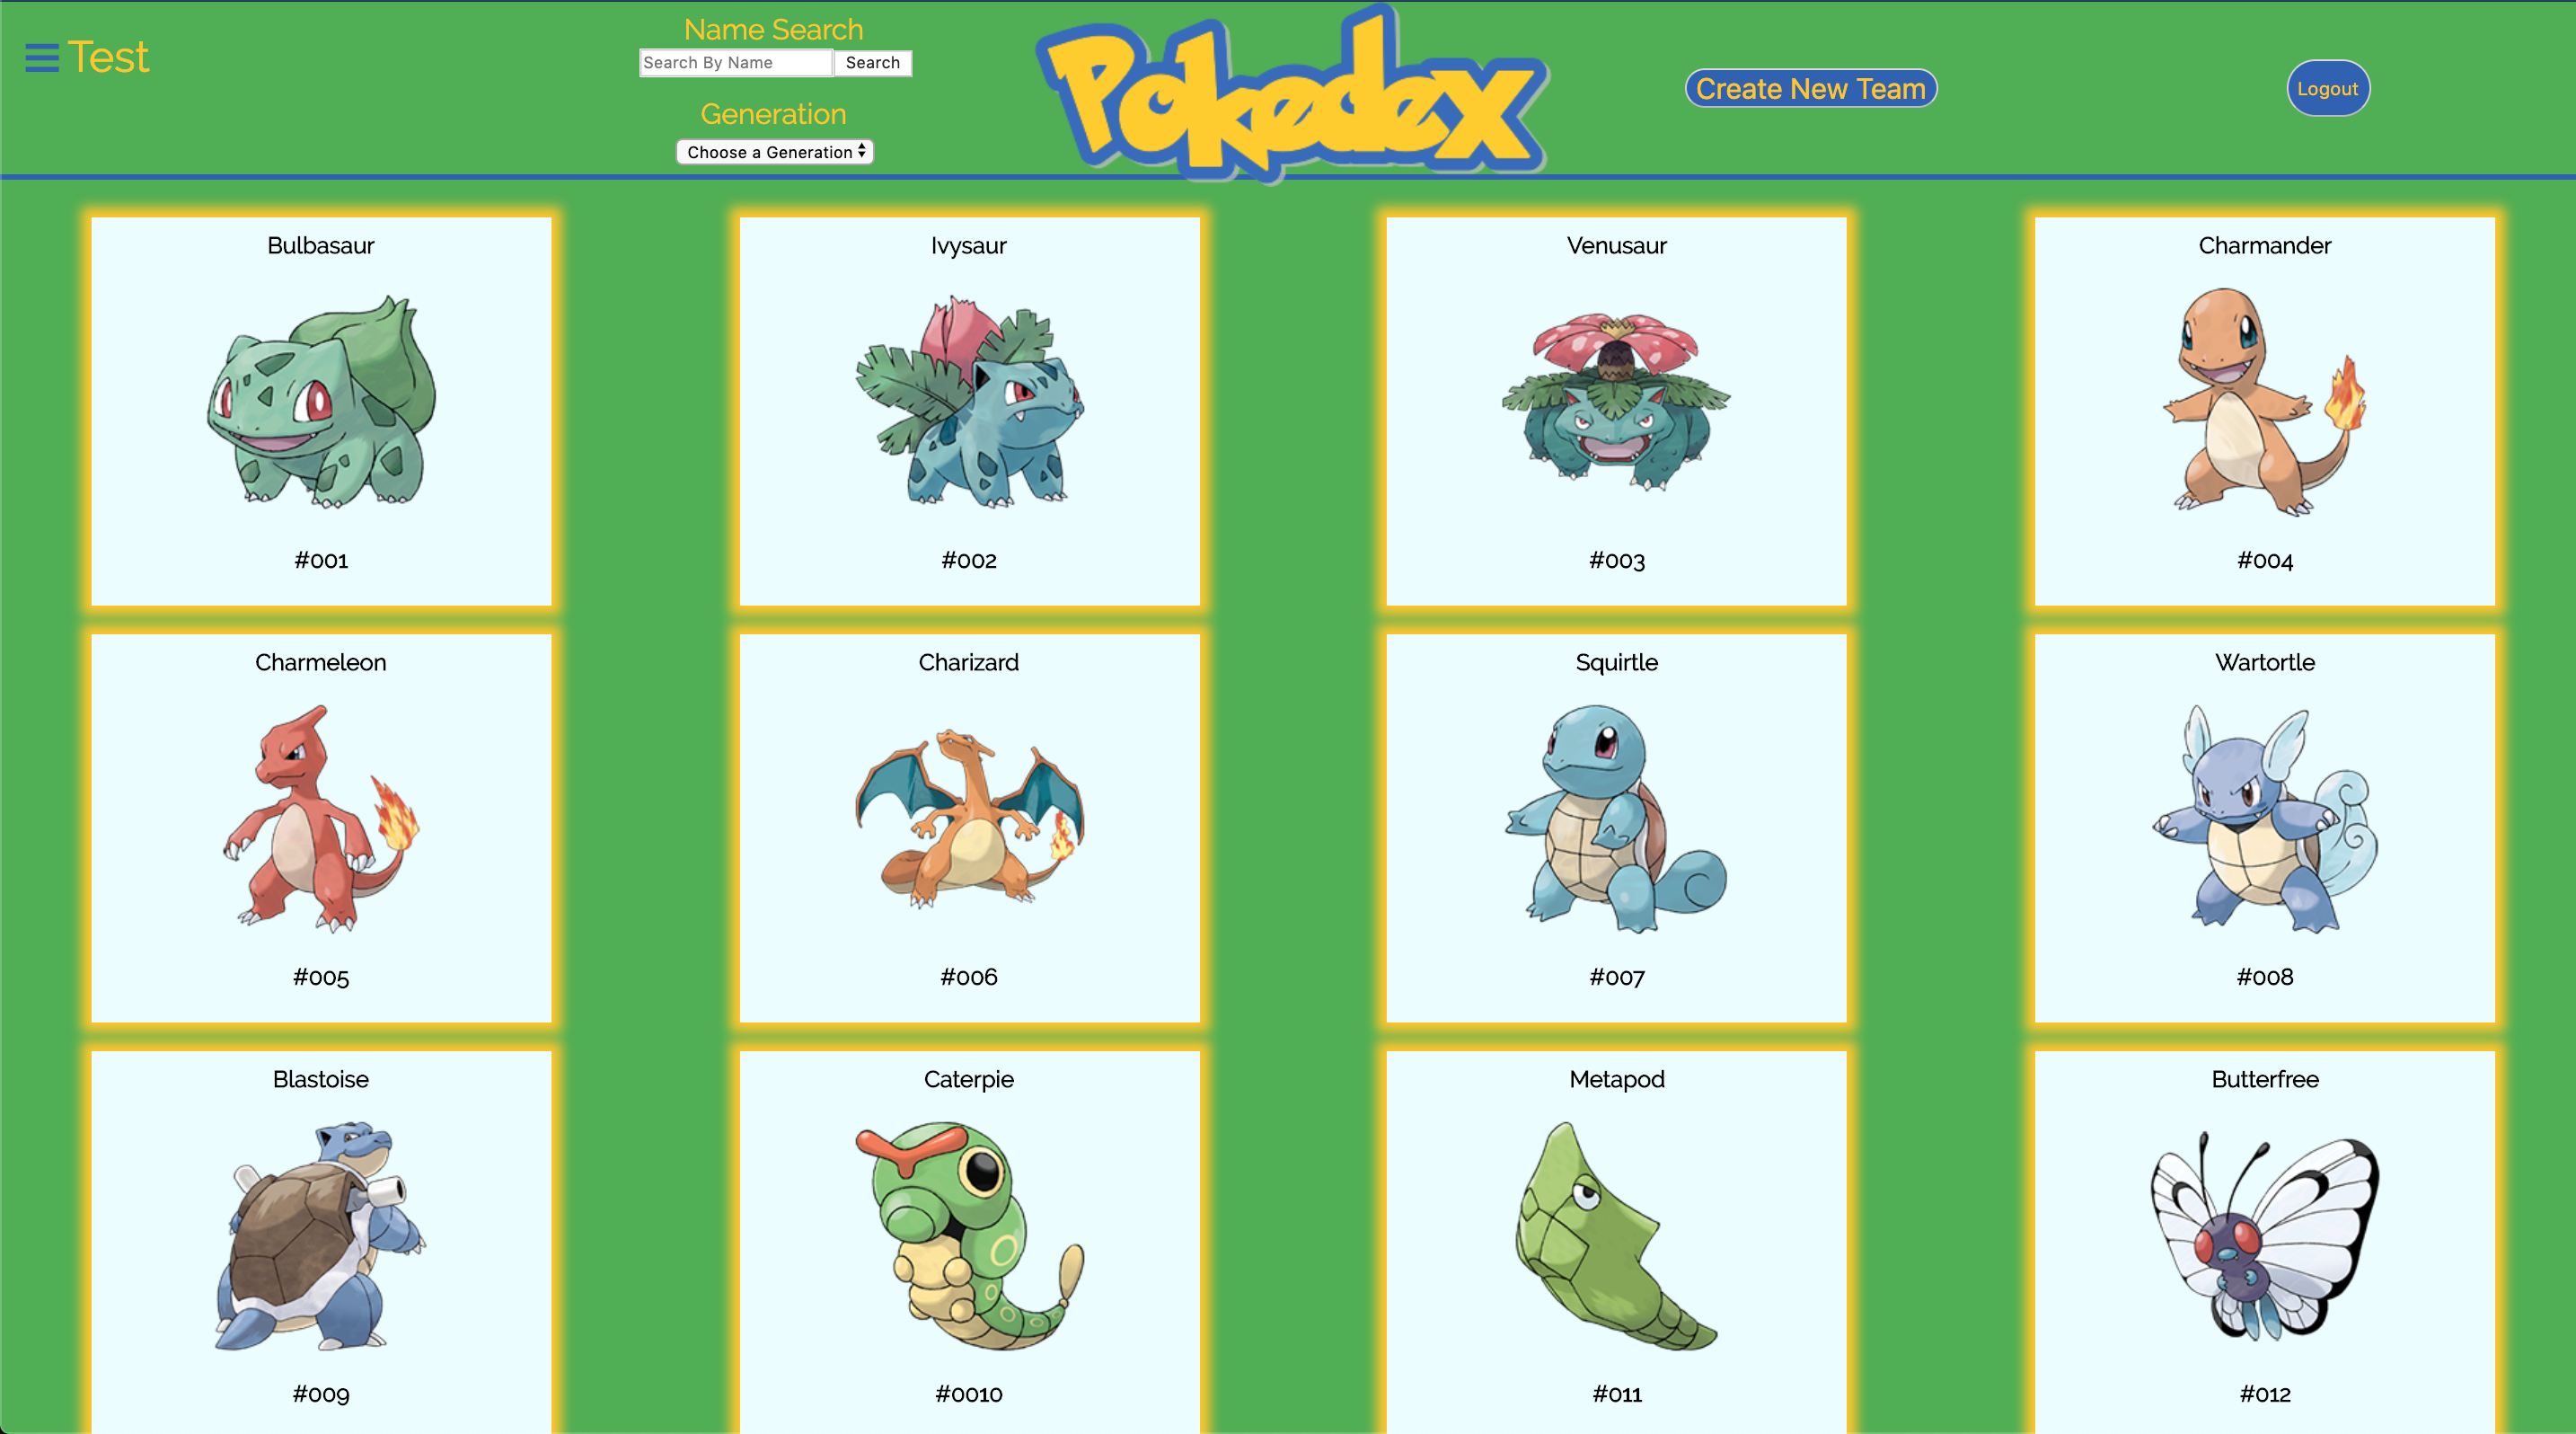 Test
Name Search
Search By Name Search
Generation
Choose a Generation
Pokedex
Create New Team
Logout
Bulbasaur
#001
Ivysaur
#002
Venusaur
#003
Charmander
#004
Charmeleon
#005
Charizard
#006
Squirtle
#007
Wartortle
#008
Blastoise
#009
Caterpie
#0010
Metapod
#011
Butterfree
#012